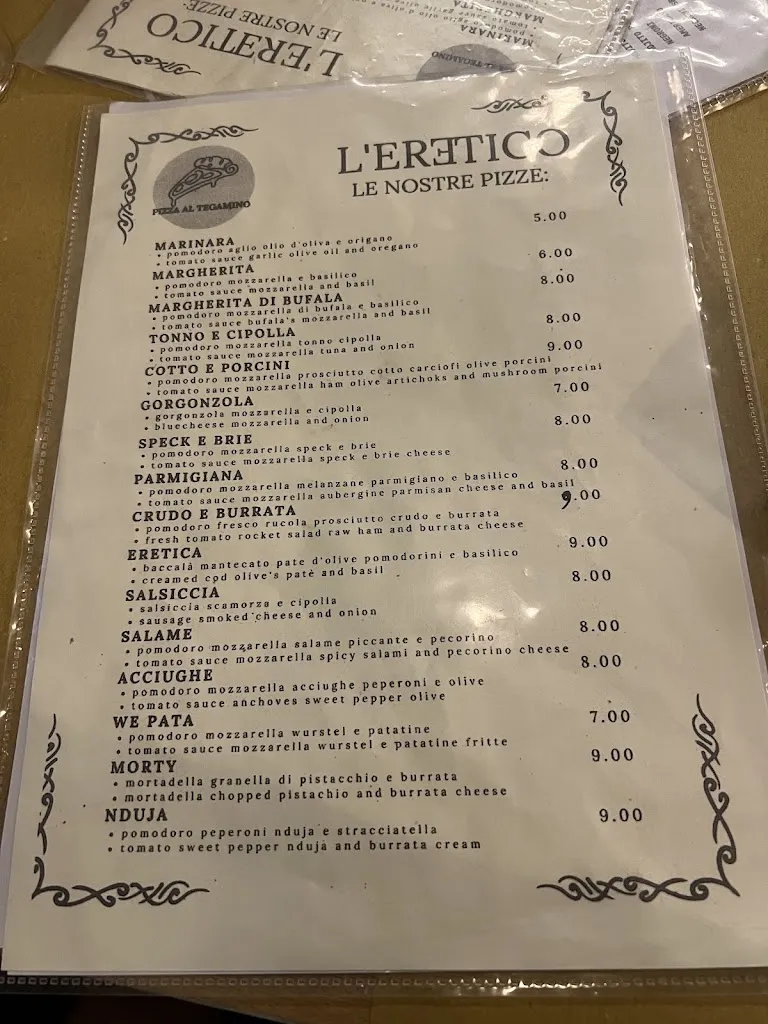 L'ERETICO
LE NOSTRE PIZZE:
MARINARA
PIZZA AL TEGAMINO
L'ERETICO
LE NOSTRE PIZZE:
MARINARA 5.00
• pomodoro aglio olio d'oliva e origano
• tomato sauce garlic olive oil and oregano
MARGHERITA 6.00
• pomodoro mozzarella e basilico
• tomato sauce mozzarella and basil
MARGHERITA DI BUFALA 8.00
• pomodoro mozzarella di bufala e basilico
• tomato sauce bufala's mozzarella and basil
TONNO E CIPOLLA 8.00
• pomodoro mozzarella tonno cipolla
• tomato sauce mozzarella tuna and onion
COTTO E PORCINI 9.00
• pomodoro mozzarella prosciutto cotto carciofi olive porcini
• tomato sauce mozzarella ham olive artichoks and mushroom porcini
GORGONZOLA 7.00
• gorgonzola mozzarella e cipolla
• bluecheese mozzarella and onion
SPECK E BRIE 8.00
• pomodoro mozzarella speck e brie
• tomato sauce mozzarella speck e brie cheese
PARMIGIANA 8.00
• pomodoro mozzarella melanzane parmigiano e basilico
• tomato sauce mozzarella aubergine parmisan cheese and basil
CRUDO E BURRATA 9.00
• pomodoro fresco rucola prosciutto crudo e burrata
• fresh tomato rocket salad raw ham and burrata cheese
ERETICA 9.00
• baccalà mantecato pate d'olive pomodorini e basilico
• creamed cod olive's patè and basil
SALSICCIA 8.00
• salsiccia scamorza e cipolla
• sausage smoked cheese and onion
SALAME 8.00
• pomodoro mozzarella salame piccante e pecorino
• tomato sauce mozzarella spicy salami and pecorino cheese
ACCIUGHE 8.00
• pomodoro mozzarella acciughe peperoni e olive
• tomato sauce anchoves sweet pepper olive
WE PATA 7.00
• pomodoro mozzarella wurstel e patatine
• tomato sauce mozzarella wurstel e patatine fritte
MORTY 9.00
• mortadella granella di pistacchio e burrata
• mortadella chopped pistachio and burrata cheese
NDUJA 9.00
• pomodoro peperoni nduja e stracciatella
• tomato sweet pepper nduja and burrata cream